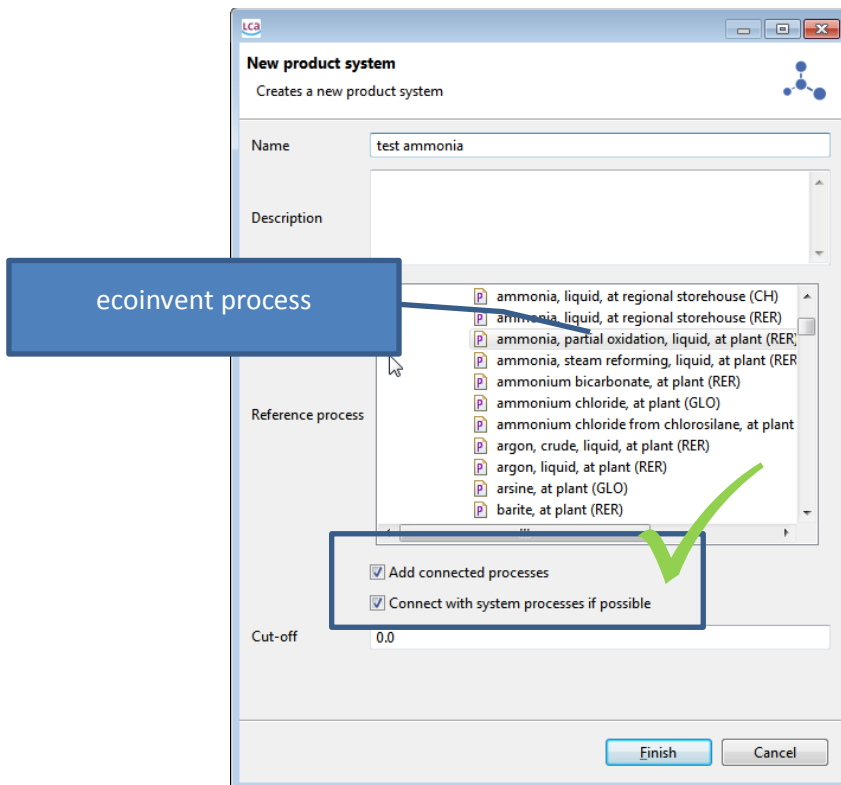 LCA
New product system
Creates a new product system
Name
test ammonia
Description
ecoinvent process
Reference process
P ammonia, liquid, at regional storehouse (CH)
P ammonia, liquid, at regional storehouse (RER)
P ammonia, partial oxidation, liquid, at plant (RER)
P ammonia, steam reforming, liquid, at plant (RER
P ammonium bicarbonate, at plant (RER)
P ammonium chloride, at plant (GLO)
P ammonium chloride from chlorosilane, at plant
P argon, crude, liquid, at plant (RER)
P argon, liquid, at plant (RER)
P arsine, at plant (GLO)
P barite, at plant (RER)
Add connected processes
Connect with system processes if possible
Cut-off
0.0
Finish
Cancel